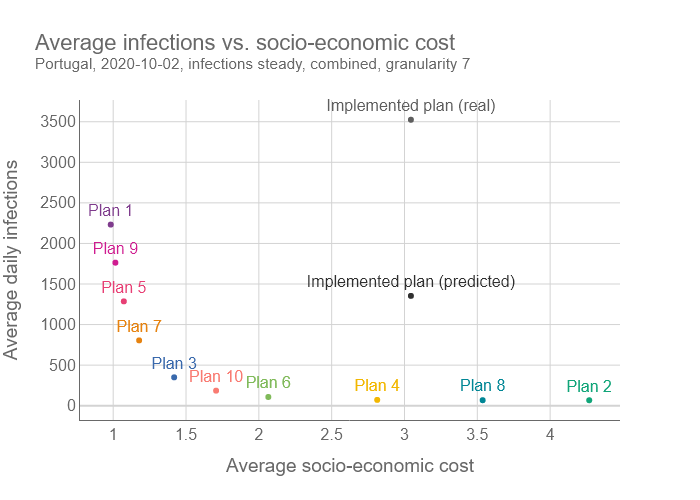 Average infections vs. socio-economic cost
Portugal, 2020-10-02, infections steady, combined, granularity 7
Average daily infections
3500
3000
2500
2000
1500
1000
500
0
Implemented plan (real)
Plan 1
Plan 9
Plan 5
Implemented plan (predicted)
Plan 7
Plan 3
Plan 10
Plan 6
Plan 4
Plan 8
Plan 2
1
1.5
2
2.5
3
3.5
4
Average socio-economic cost